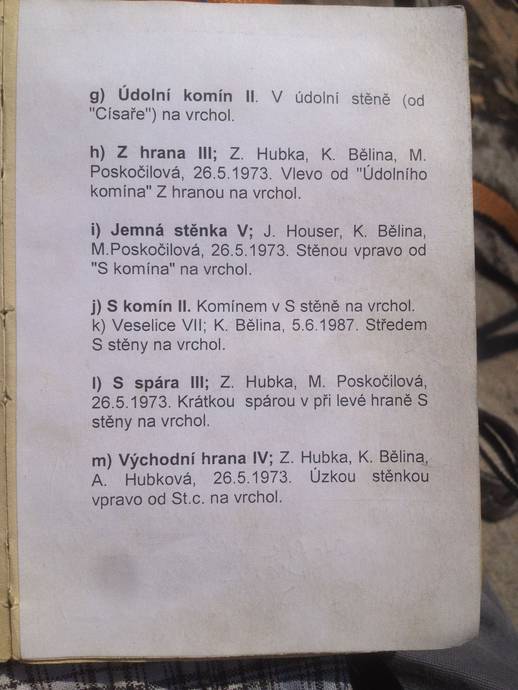 g) Údolní komín II. V údolní stěně (od
"Císaře") na vrchol.
h) Z hrana III; Z. Hubka, K. Bělina, M.
Poskočilová, 26.5.1973. Vlevo od "Údolního
komína" Z hranou na vrchol.
i) Jemná stěnka V; J. Houser, K. Bělina,
M.Poskočilová, 26.5.1973. Stěnou vpravo od
"S komína" na vrchol.
j) S komín II. Komínem v S stěně na vrchol.
k) Veselice VII; K. Bělina, 5.6.1987. Středem
S stěny na vrchol.
l) S spára III; Z. Hubka, M. Poskočilová,
26.5.1973. Krátkou spárou v při levé hraně S
stěny na vrchol.
m) Východní hrana IV; Z. Hubka, K. Bělina,
A. Hubková, 26.5.1973. Úzkou stěnkou
vpravo od St.c. na vrchol.